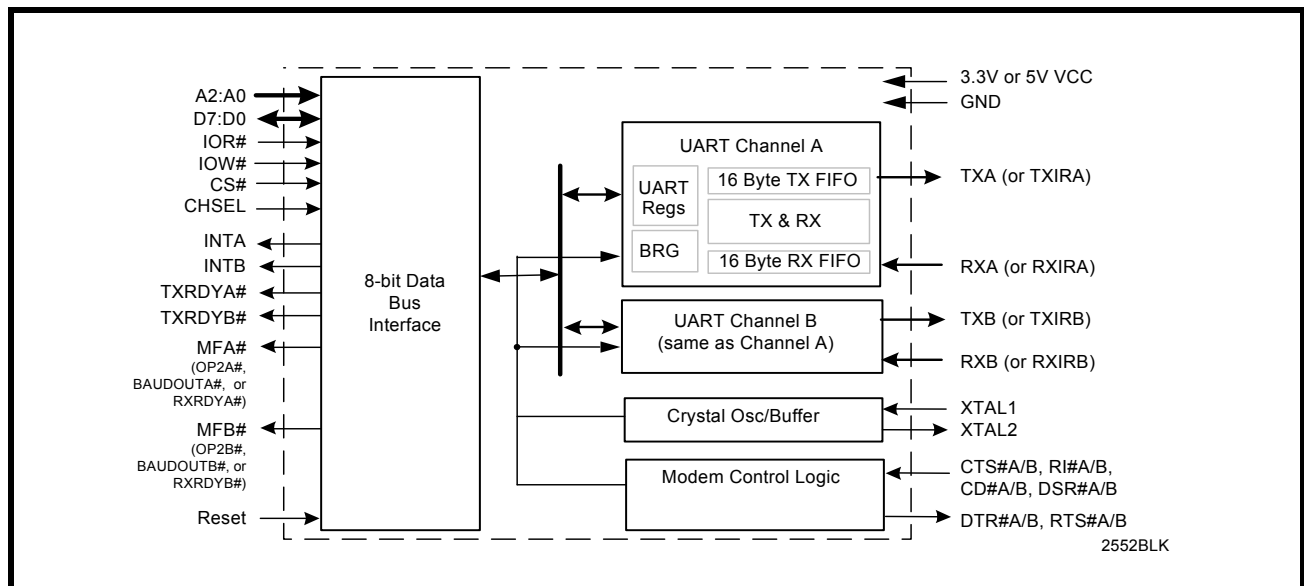 A2:A0
D7:D0
IOR#
IOW#
CS#
CHSEL
INTA
INTB
TXRDYA#
TXRDYB#
MFA#
(OP2A#,
BAUDOUTA#, or
RXRDYA#)
MFB#
(OP2B#,
BAUDOUTB#, or
RXRDYB#)
Reset
8-bit Data
Bus
Interface
UART Channel A
UART
Regs
BRG
16 Byte TX FIFO
TX & RX
16 Byte RX FIFO
UART Channel B
(same as Channel A)
Crystal Osc/Buffer
Modem Control Logic
3.3V or 5V VCC
GND
TXA (or TXIRA)
RXA (or RXIRA)
TXB (or TXIRB)
RXB (or RXIRB)
XTAL1
XTAL2
CTS#A/B, RI#A/B,
CD#A/B, DSR#A/B
DTR#A/B, RTS#A/B
2552BLK